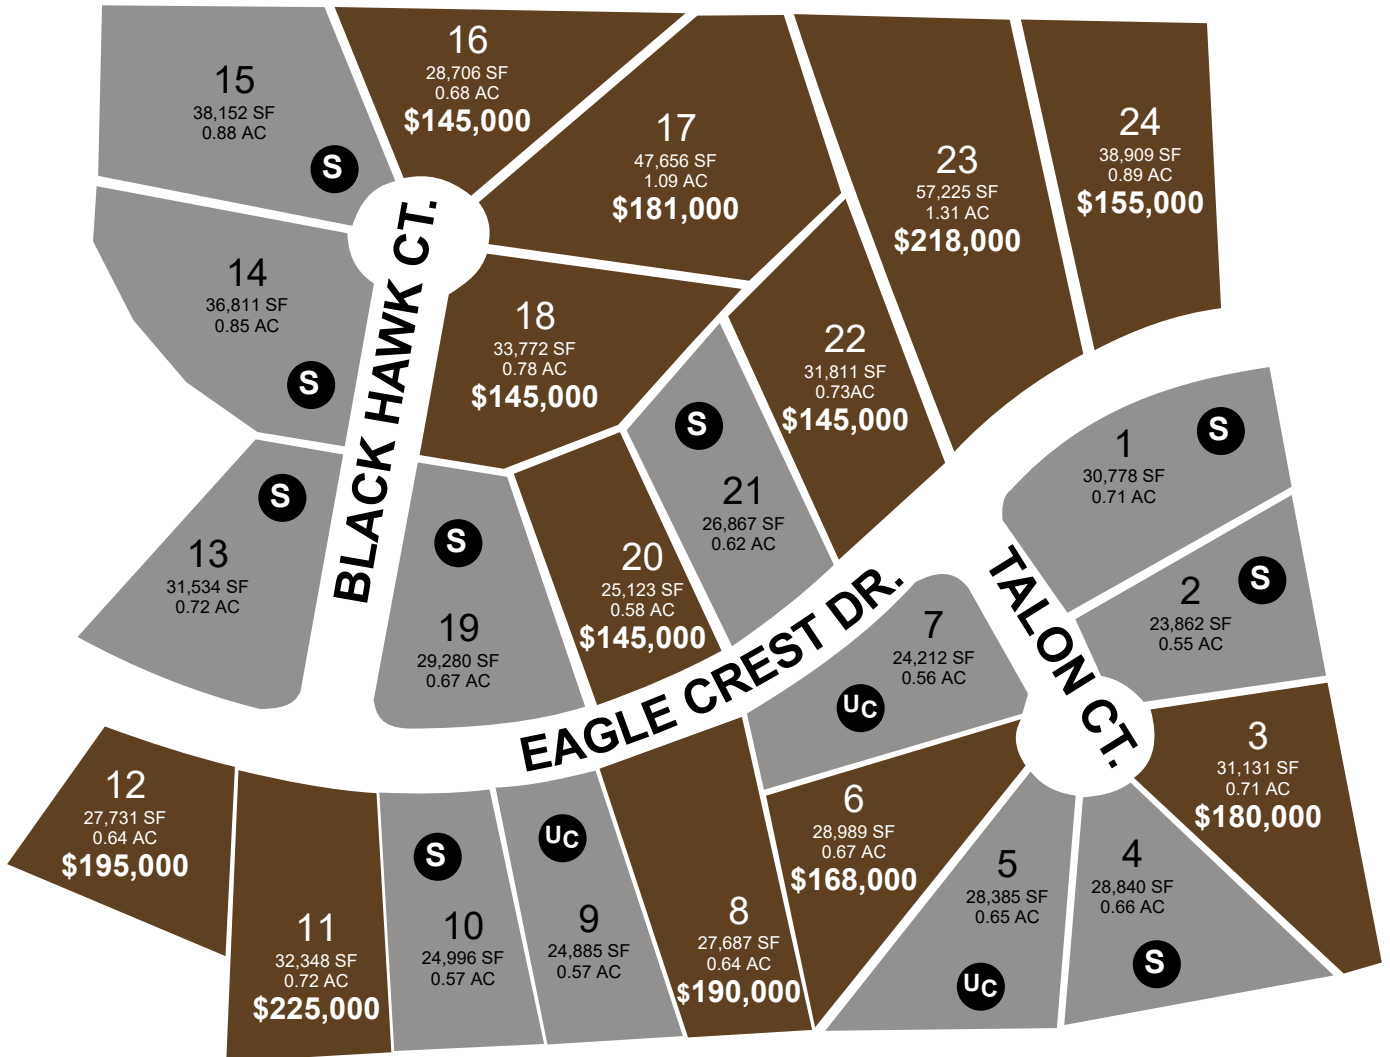 15
38,152 SF
0.88 AC
S
16
28,706 SF
0.68 AC
$145,000
17
47,656 SF
1.09 AC
$181,000
23
57,225 SF
1.31 AC
$218,000
24
38,909 SF
0.89 AC
$155,000
14
36,811 SF
0.85 AC
S
BLACK HAWK CT.
18
33,772 SF
0.78 AC
$145,000
22
31,811 SF
0.73AC
$145,000
S
21
26,867 SF
0.62 AC
1
30,778 SF
0.71 AC
S
S
13
31,534 SF
0.72 AC
S
19
29,280 SF
0.67 AC
20
25,123 SF
0.58 AC
$145,000
EAGLE CREST DR.
7
24,212 SF
0.56 AC
UC
TALON CT.
2
23,862 SF
0.55 AC
S
12
27,731 SF
0.64 AC
$195,000
11
32,348 SF
0.72 AC
$225,000
S
10
24,996 SF
0.57 AC
UC
9
24,885 SF
0.57 AC
8
27,687 SF
0.64 AC
$190,000
6
28,989 SF
0.67 AC
$168,000
5
28,385 SF
0.65 AC
UC
4
28,840 SF
0.66 AC
S
3
31,131 SF
0.71 AC
$180,000